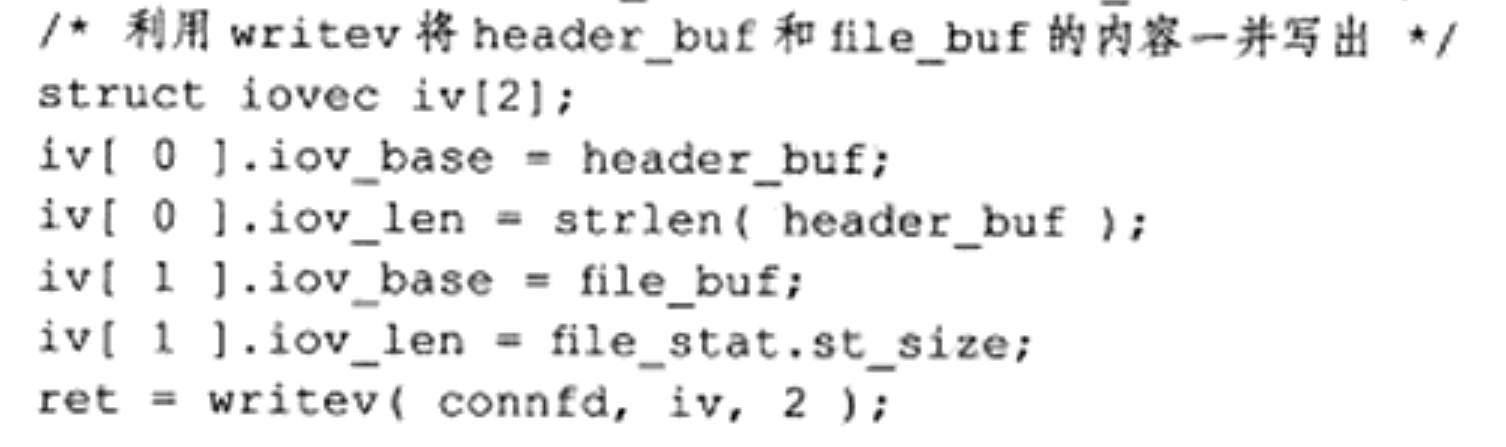 /* 利用 writev 将 header_buf 和 file_buf 的内容一并写出 */
struct iovec iv[2];
iv[ 0 ].iov_base = header_buf;
iv[ 0 ].iov_len = strlen( header_buf );
iv[ 1 ].iov_base = file_buf;
iv[ 1 ].iov_len = file_stat.st_size;
ret = writev( connfd, iv, 2 );